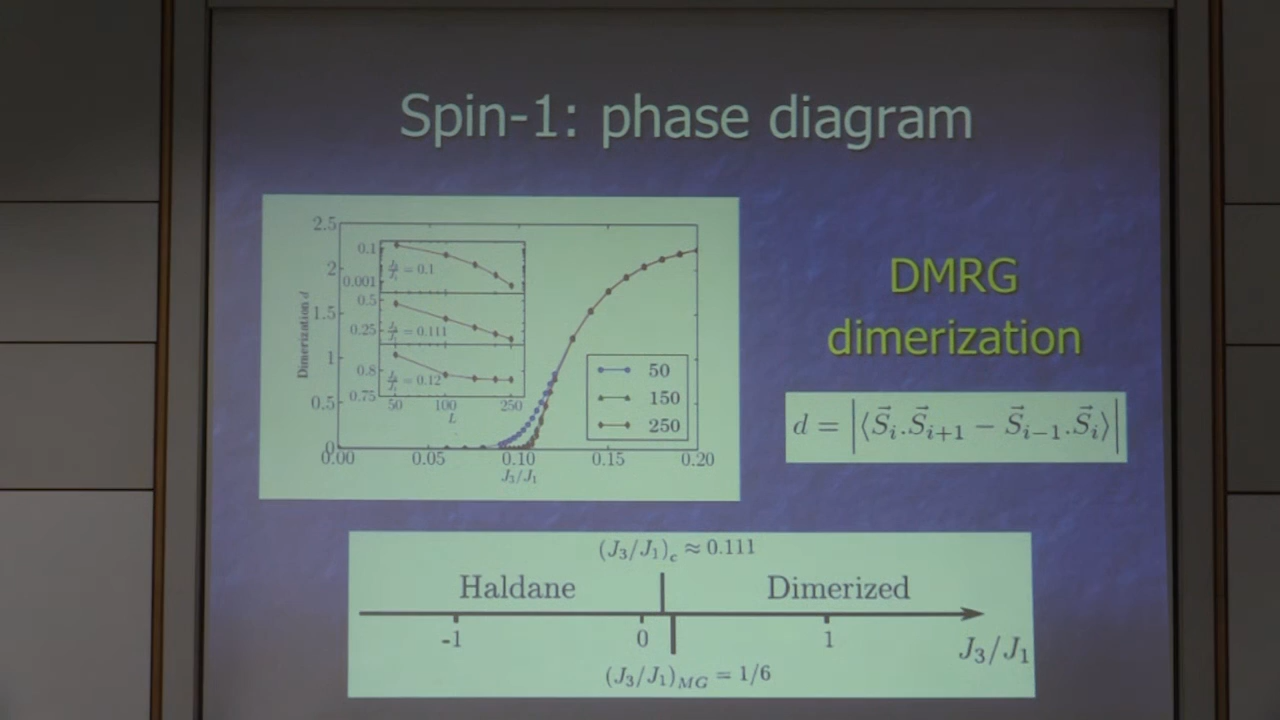 Spin-1: phase diagram
2.5
2
1.5
1
0.5
0
Dimerization d
0.00 0.05 0.10 0.15 0.20
J₃/J₁
0.1
0.001
J₃/J₁ = 0.1
0.5
0.25
J₃/J₁ = 0.111
0.8
0.75
J₃/J₁ = 0.12
50 100 250
L
50
150
250
DMRG
dimerization
d = |⟨S⃗ᵢ.S⃗ᵢ₊₁ − S⃗ᵢ₋₁.S⃗ᵢ⟩|
(J₃/J₁)_c ≈ 0.111
Haldane Dimerized
-1 0 1
J₃/J₁
(J₃/J₁)_MG = 1/6